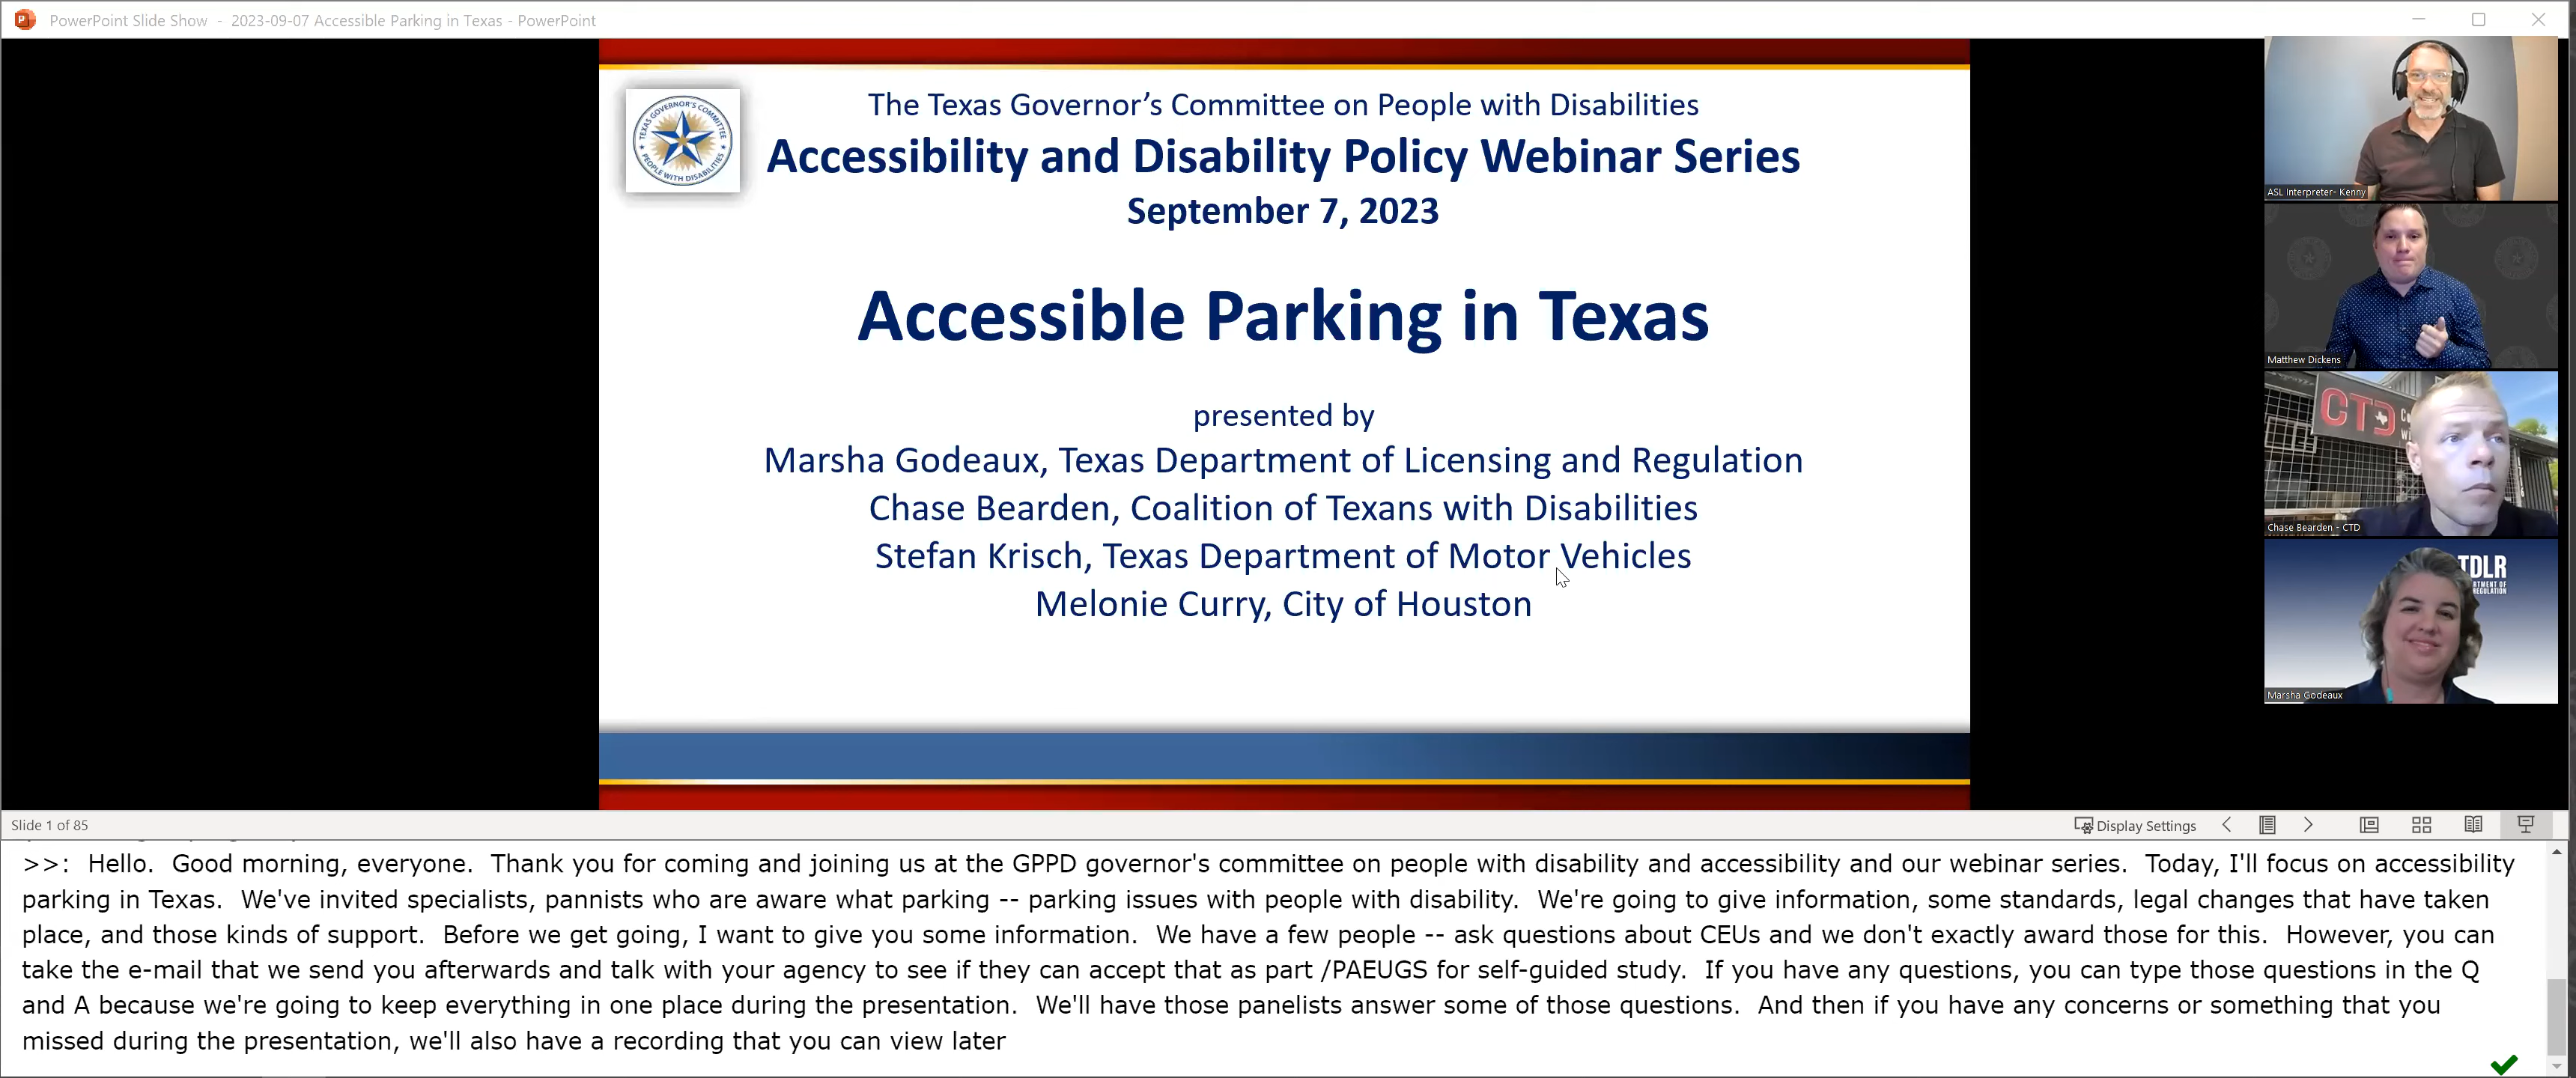 PowerPoint Slide Show - 2023-09-07 Accessible Parking in Texas - PowerPoint
TEXAS GOVERNOR'S COMMITTEE
PEOPLE WITH DISABILITIES
The Texas Governor's Committee on People with Disabilities
Accessibility and Disability Policy Webinar Series
September 7, 2023
Accessible Parking in Texas
presented by
Marsha Godeaux, Texas Department of Licensing and Regulation
Chase Bearden, Coalition of Texans with Disabilities
Stefan Krisch, Texas Department of Motor Vehicles
Melonie Curry, City of Houston
ASL Interpreter- Kenny
Matthew Dickens
CTD
Chase Bearden - CTD
TDLR
Marsha Godeaux
Slide 1 of 85
Display Settings
>>: Hello. Good morning, everyone. Thank you for coming and joining us at the GPPD governor's committee on people with disability and accessibility and our webinar series. Today, I'll focus on accessibility
parking in Texas. We've invited specialists, pannists who are aware what parking -- parking issues with people with disability. We're going to give information, some standards, legal changes that have taken
place, and those kinds of support. Before we get going, I want to give you some information. We have a few people -- ask questions about CEUs and we don't exactly award those for this. However, you can
take the e-mail that we send you afterwards and talk with your agency to see if they can accept that as part /PAEUGS for self-guided study. If you have any questions, you can type those questions in the Q
and A because we're going to keep everything in one place during the presentation. We'll have those panelists answer some of those questions. And then if you have any concerns or something that you
missed during the presentation, we'll also have a recording that you can view later